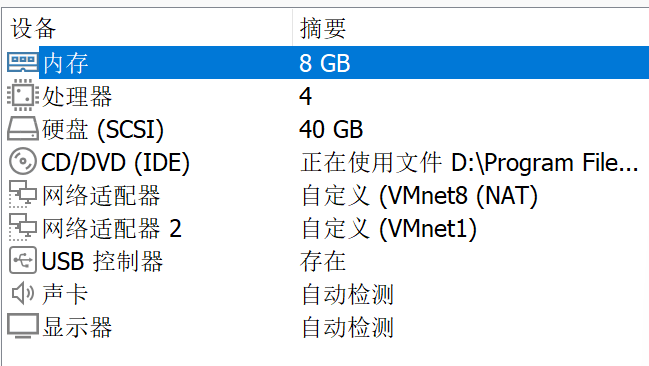 设备 摘要
内存 8 GB
处理器 4
硬盘 (SCSI) 40 GB
CD/DVD (IDE) 正在使用文件 D:\Program File...
网络适配器 自定义 (VMnet8 (NAT)
网络适配器 2 自定义 (VMnet1)
USB 控制器 存在
声卡 自动检测
显示器 自动检测